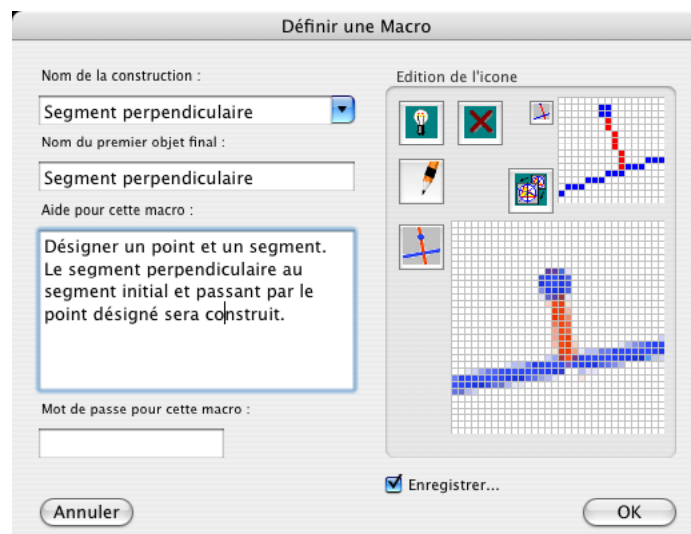 Définir une Macro
Nom de la construction :
Segment perpendiculaire
Nom du premier objet final :
Segment perpendiculaire
Aide pour cette macro :
Désigner un point et un segment.
Le segment perpendiculaire au
segment initial et passant par le
point désigné sera construit.
Mot de passe pour cette macro :
Annuler
Edition de l'icone
Enregistrer...
OK